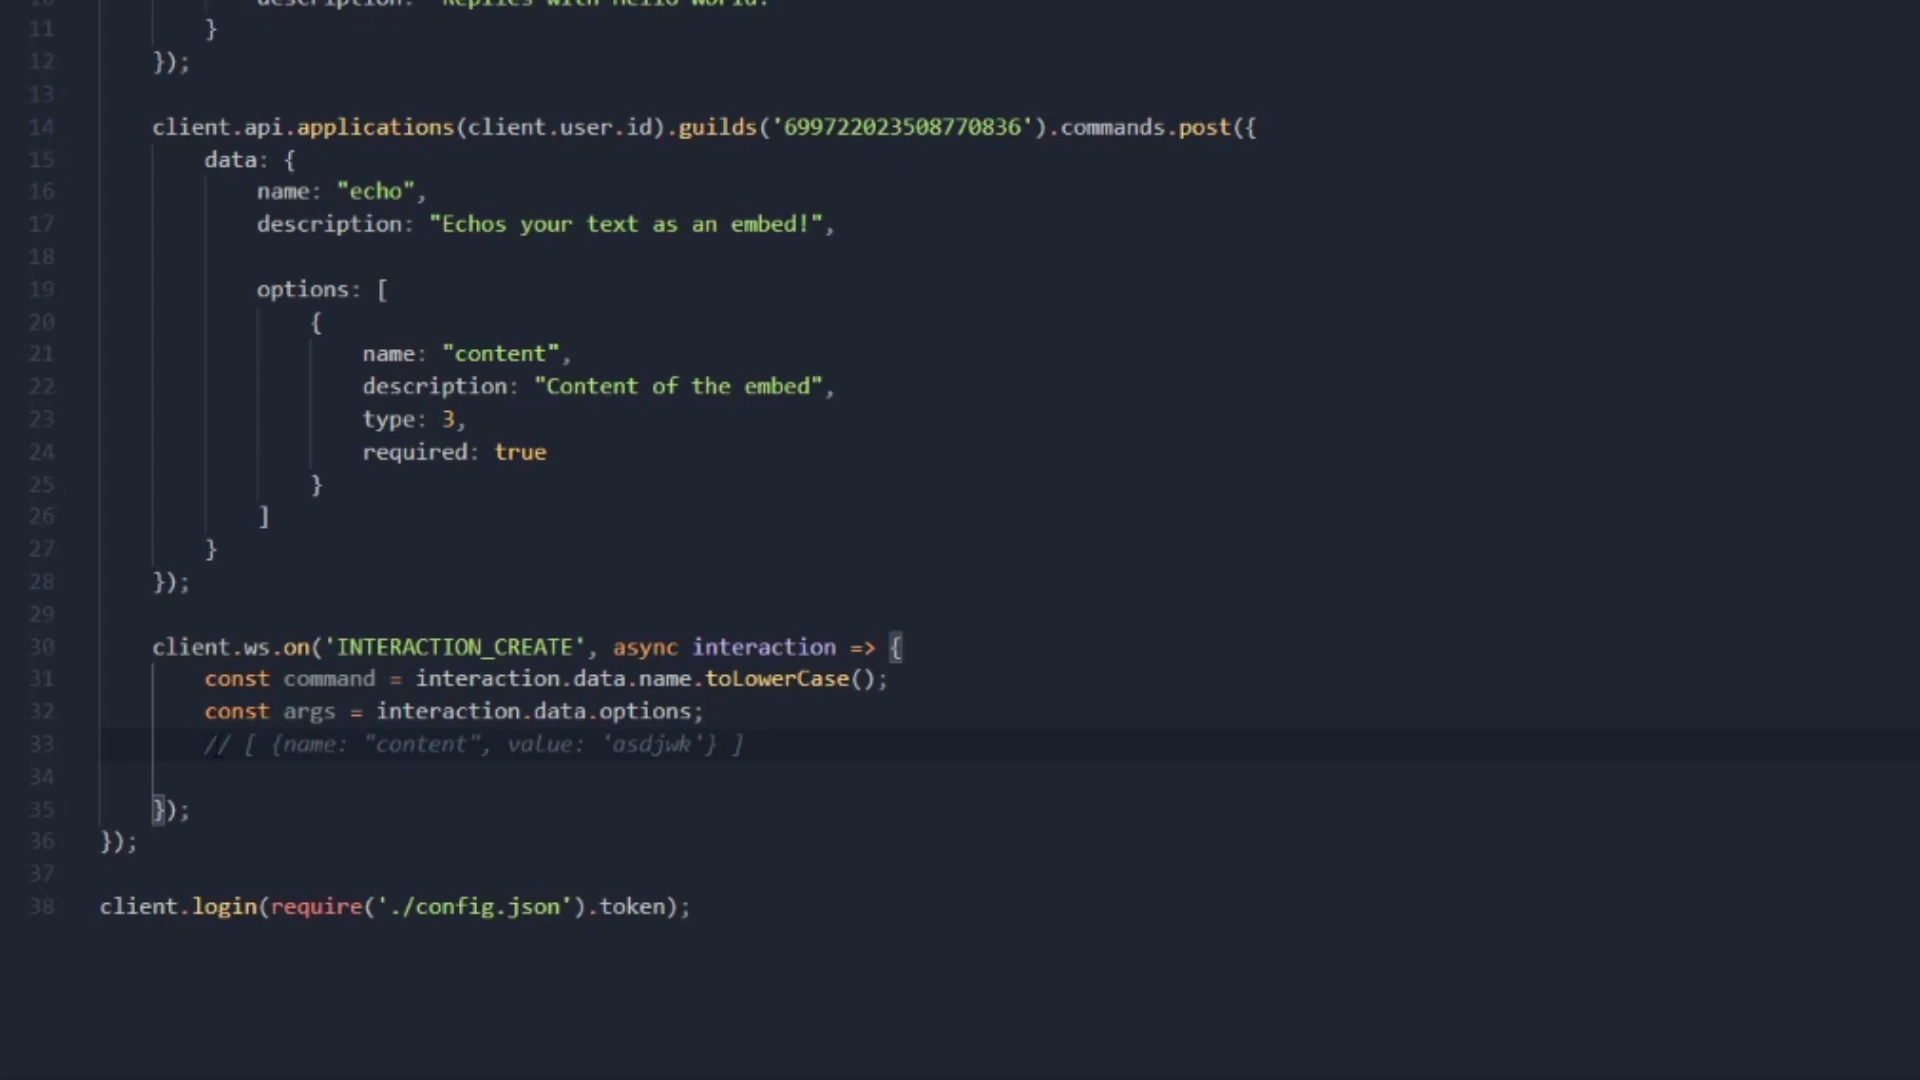 11 }
12 });
13
14 client.api.applications(client.user.id).guilds('699722023508770836').commands.post({
15 data: {
16 name: "echo",
17 description: "Echos your text as an embed!",
18
19 options: [
20 {
21 name: "content",
22 description: "Content of the embed",
23 type: 3,
24 required: true
25 }
26 ]
27 }
28 });
29
30 client.ws.on('INTERACTION_CREATE', async interaction => {
31 const command = interaction.data.name.toLowerCase();
32 const args = interaction.data.options;
33 // [ {name: "content", value: 'asdjwk'} ]
34
35 });
36 });
37
38 client.login(require('./config.json').token);